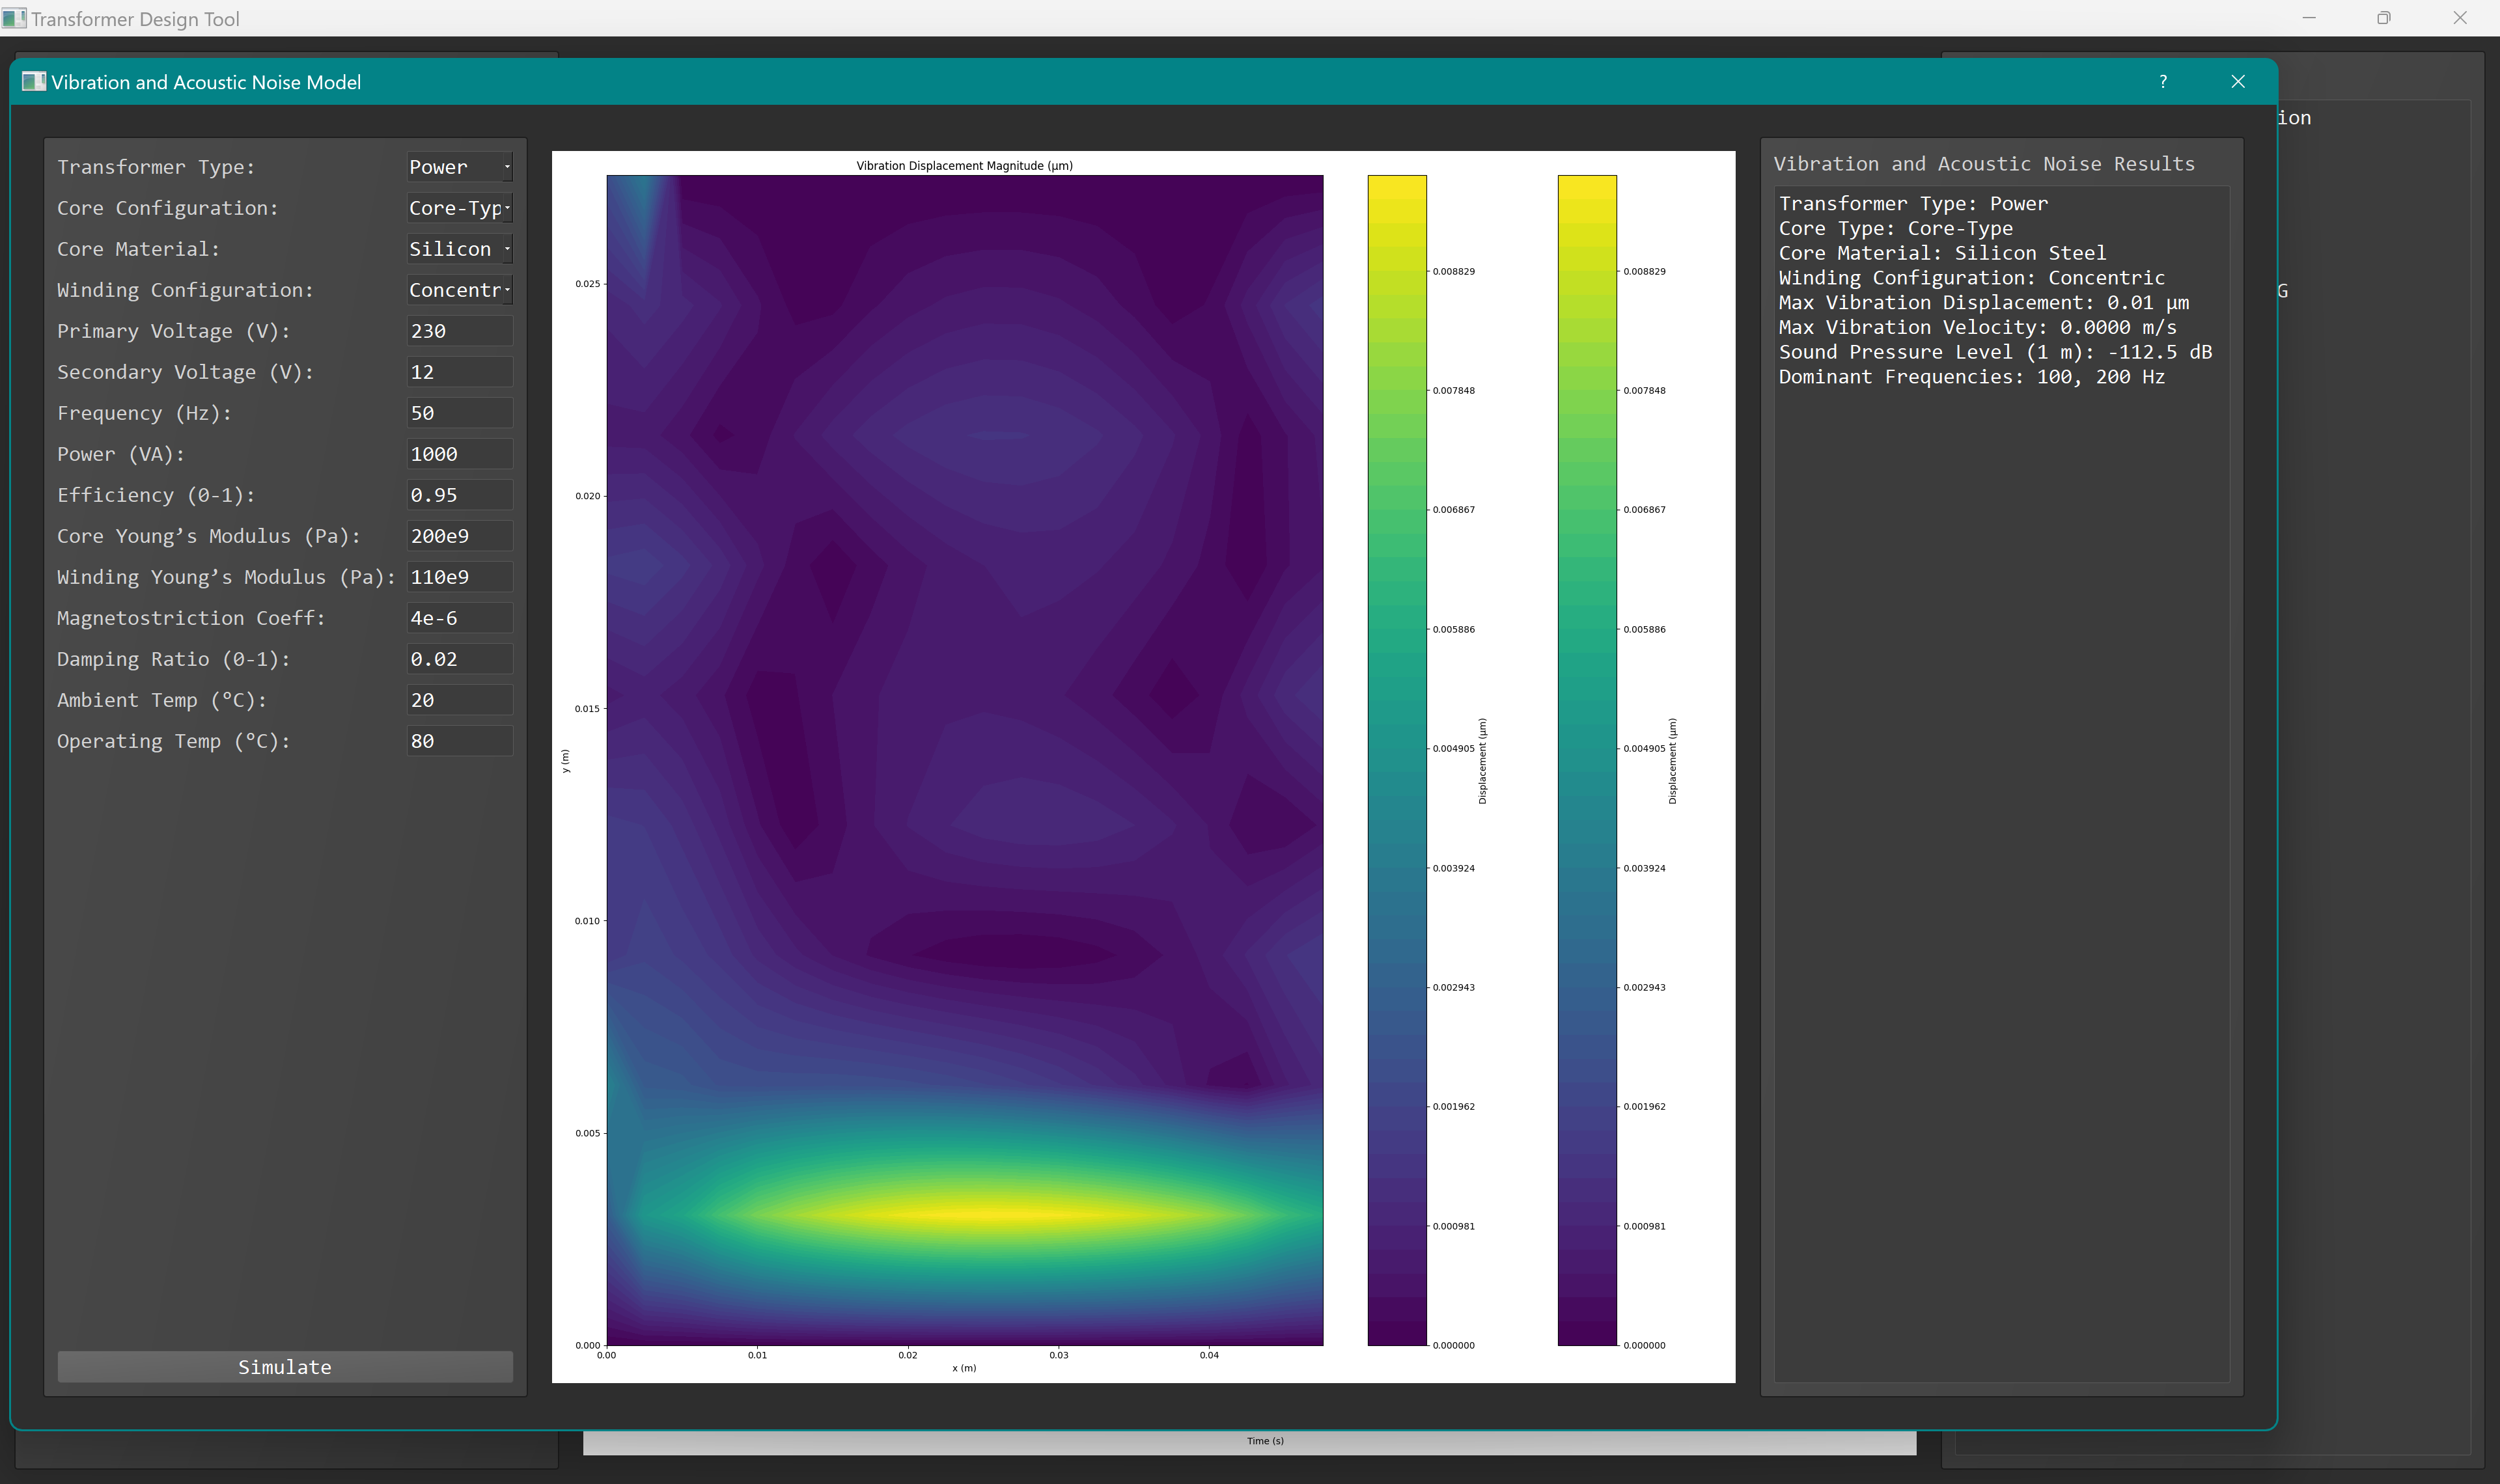 Transformer Design Tool
Vibration and Acoustic Noise Model
?
ion
G
Transformer Type: Power
Core Configuration: Core-Typ
Core Material: Silicon
Winding Configuration: Concentr
Primary Voltage (V): 230
Secondary Voltage (V): 12
Frequency (Hz): 50
Power (VA): 1000
Efficiency (0-1): 0.95
Core Young’s Modulus (Pa): 200e9
Winding Young’s Modulus (Pa): 110e9
Magnetostriction Coeff: 4e-6
Damping Ratio (0-1): 0.02
Ambient Temp (°C): 20
Operating Temp (°C): 80
Simulate
Vibration Displacement Magnitude (μm)
0.025
0.020
0.015
0.010
0.005
0.000
y (m)
0.00 0.01 0.02 0.03 0.04
x (m)
0.008829
0.007848
0.006867
0.005886
0.004905
0.003924
0.002943
0.001962
0.000981
0.000000
Displacement (μm)
0.008829
0.007848
0.006867
0.005886
0.004905
0.003924
0.002943
0.001962
0.000981
0.000000
Displacement (μm)
Vibration and Acoustic Noise Results
Transformer Type: Power
Core Type: Core-Type
Core Material: Silicon Steel
Winding Configuration: Concentric
Max Vibration Displacement: 0.01 μm
Max Vibration Velocity: 0.0000 m/s
Sound Pressure Level (1 m): -112.5 dB
Dominant Frequencies: 100, 200 Hz
Time (s)